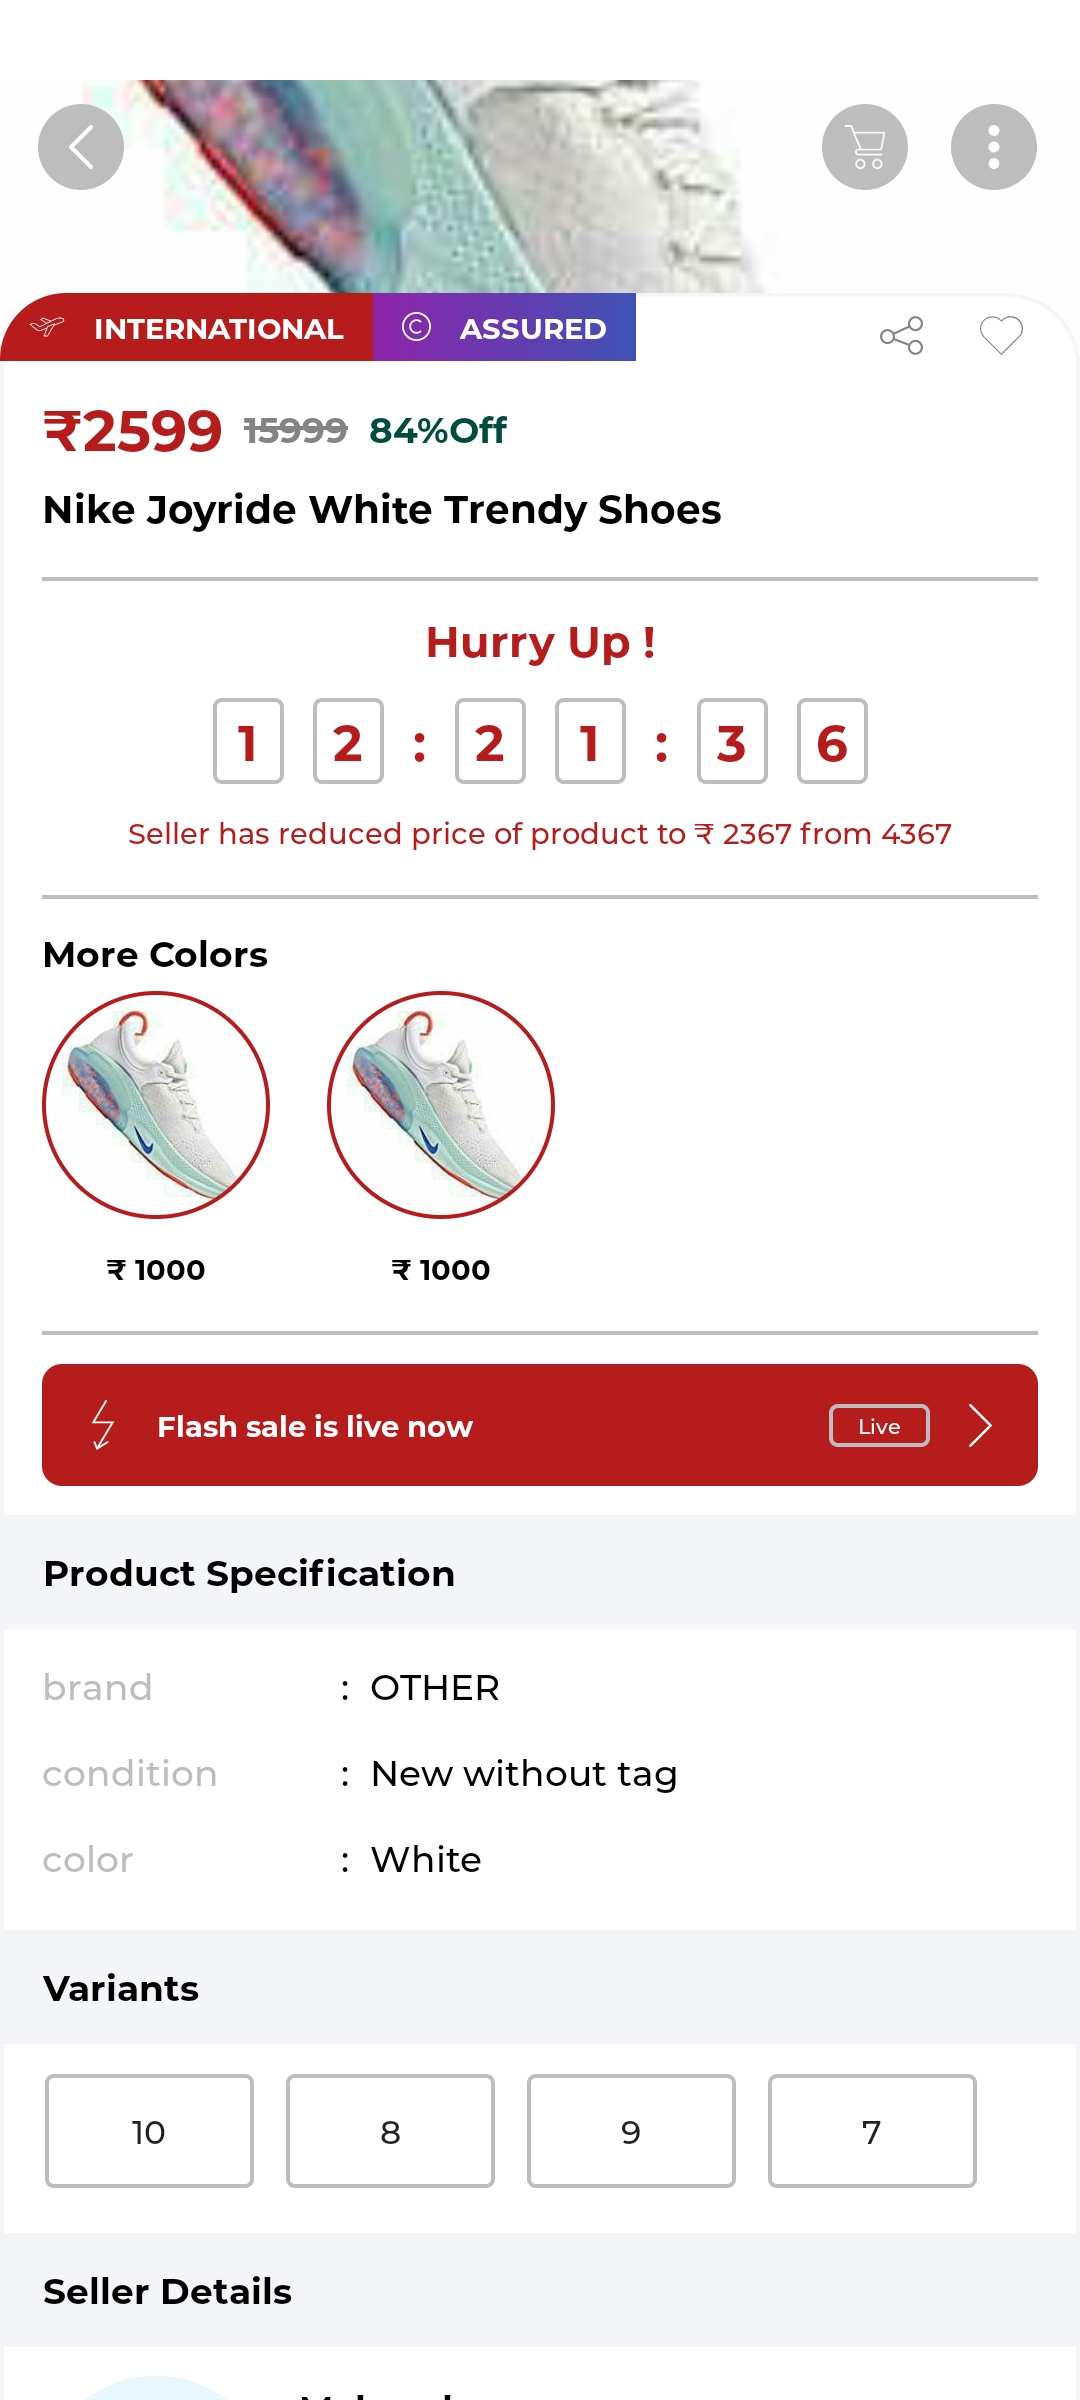 INTERNATIONAL © ASSURED
₹2599 15999 84%Off
Nike Joyride White Trendy Shoes
Hurry Up !
1 2 : 2 1 : 3 6
Seller has reduced price of product to ₹ 2367 from 4367
More Colors
₹ 1000 ₹ 1000
Flash sale is live now Live
Product Specification
brand : OTHER
condition : New without tag
color : White
Variants
10 8 9 7
Seller Details